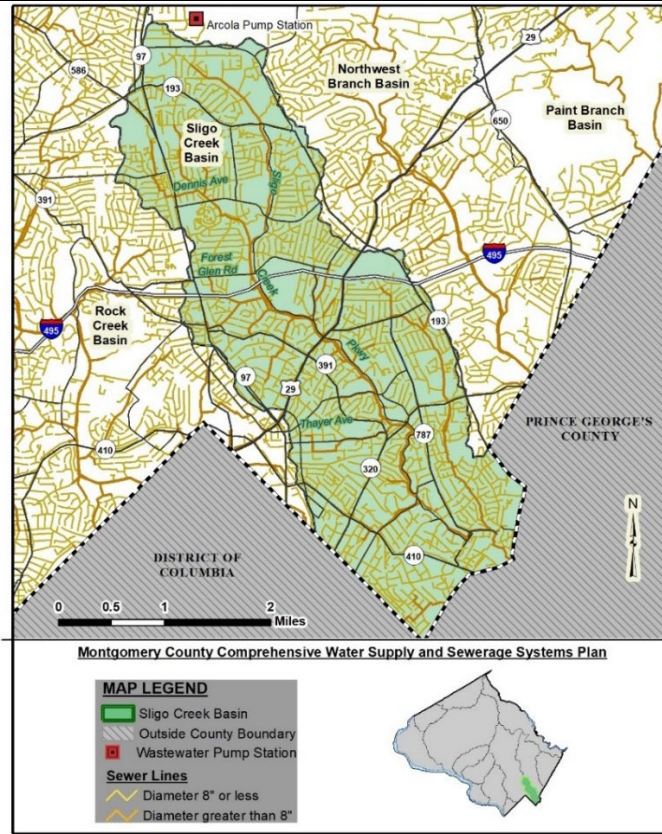 Arcola Pump Station
97
29
586
193
Northwest
Branch Basin
650
Paint Branch
Basin
Sligo
Creek
Basin
Dennis Ave
Sligo
391
Forest
Glen Rd
Creek
495
Rock
Creek
Basin
495
193
Pkwy
391
97
29
Thayer Ave
787
PRINCE GEORGE'S
COUNTY
410
320
N
DISTRICT OF
COLUMBIA
410
0 0.5 1 2
Miles
Montgomery County Comprehensive Water Supply and Sewerage Systems Plan
MAP LEGEND
Sligo Creek Basin
Outside County Boundary
Wastewater Pump Station
Sewer Lines
Diameter 8" or less
Diameter greater than 8"